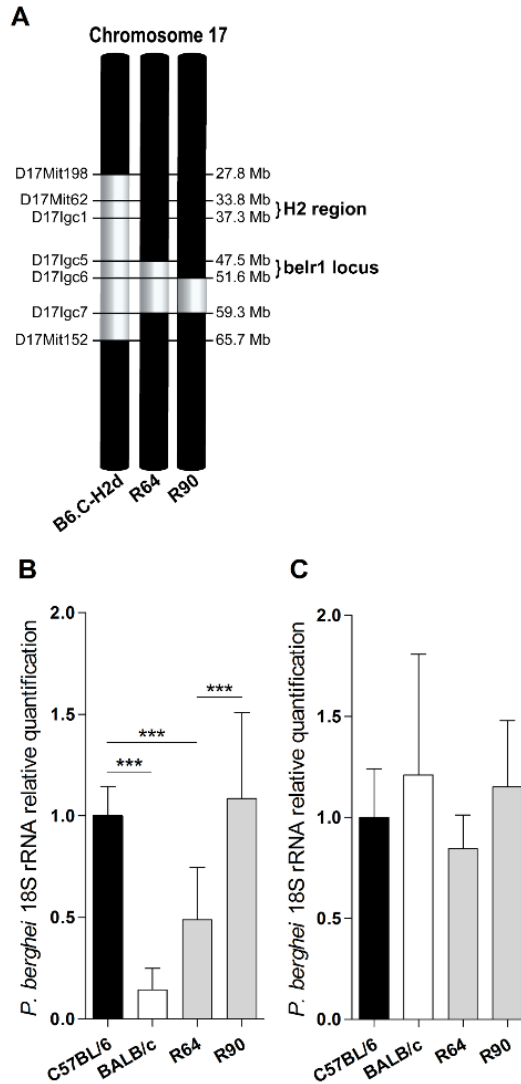 A
Chromosome 17
D17Mit198 27.8 Mb
D17Mit62 33.8 Mb
D17Igc1 37.3 Mb
}H2 region
D17Igc5 47.5 Mb
D17Igc6 51.6 Mb
}belr1 locus
D17Igc7 59.3 Mb
D17Mit152 65.7 Mb
B6.C-H2d R64 R90
B
P. berghei 18S rRNA relative quantification
2.0
1.5
1.0
0.5
0.0
***
***
***
C57BL/6 BALB/c R64 R90
C
P. berghei 18S rRNA relative quantification
2.0
1.5
1.0
0.5
0.0
C57BL/6 BALB/c R64 R90